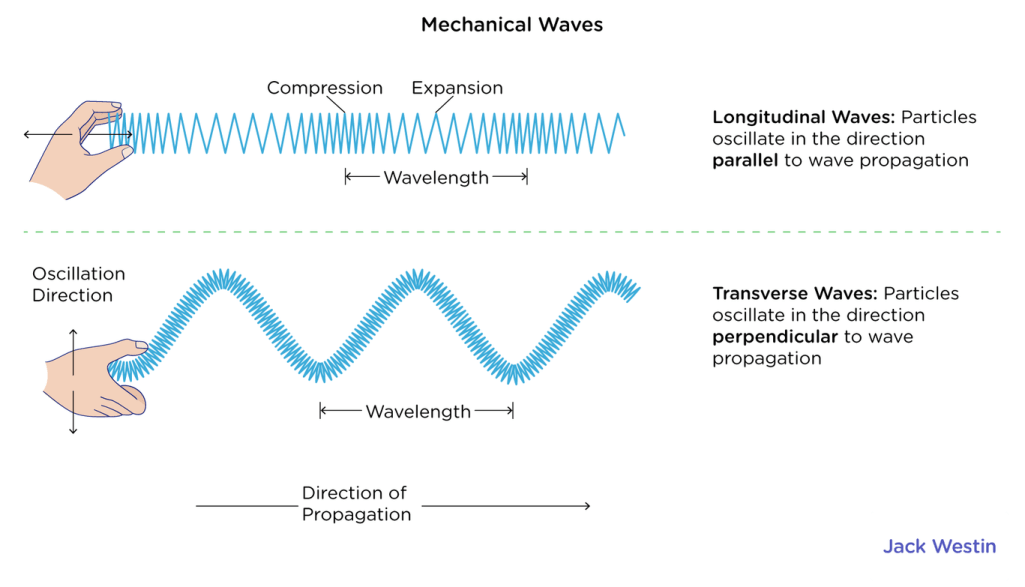 Mechanical Waves
Compression
Expansion
Wavelength
Longitudinal Waves: Particles
oscillate in the direction
parallel to wave propagation
Oscillation
Direction
Wavelength
Transverse Waves: Particles
oscillate in the direction
perpendicular to wave
propagation
Direction of
Propagation
Jack Westin